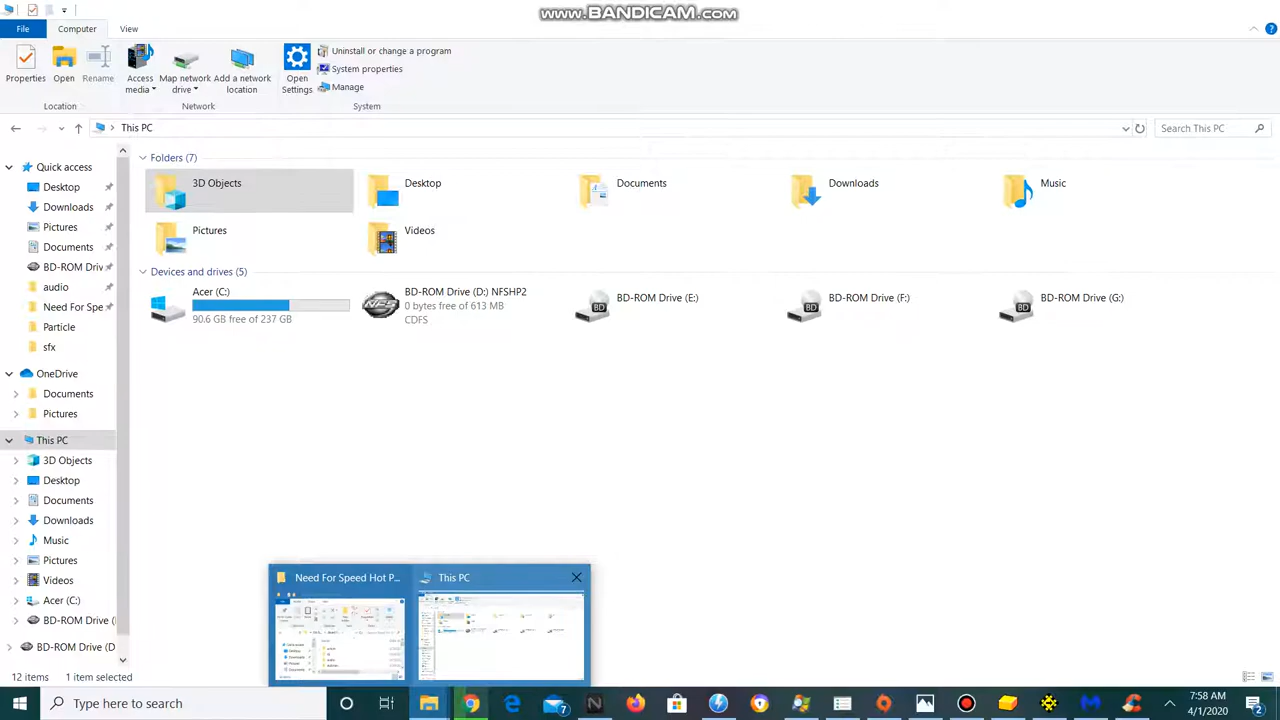 www.BANDICAM.com
File
Computer
View
Properties
Open
Rename
Access media
Map network drive
Add a network location
Open Settings
Uninstall or change a program
System properties
Manage
Location
Network
System
This PC
Search This PC
Quick access
Desktop
Downloads
Pictures
Documents
BD-ROM Driv
audio
Need For Spe
Particle
sfx
OneDrive
Documents
Pictures
This PC
3D Objects
Desktop
Documents
Downloads
Music
Pictures
Videos
Acer (C:)
BD-ROM Drive (
BD-ROM Drive (D
Folders (7)
3D Objects
Desktop
Documents
Downloads
Music
Pictures
Videos
Devices and drives (5)
Acer (C:)
90.6 GB free of 237 GB
BD-ROM Drive (D:) NFSHP2
0 bytes free of 613 MB
CDFS
BD-ROM Drive (E:)
BD-ROM Drive (F:)
BD-ROM Drive (G:)
Need For Speed Hot P...
This PC
12 items
1 item selected
Type here to search
7
7:58 AM
4/1/2020
2